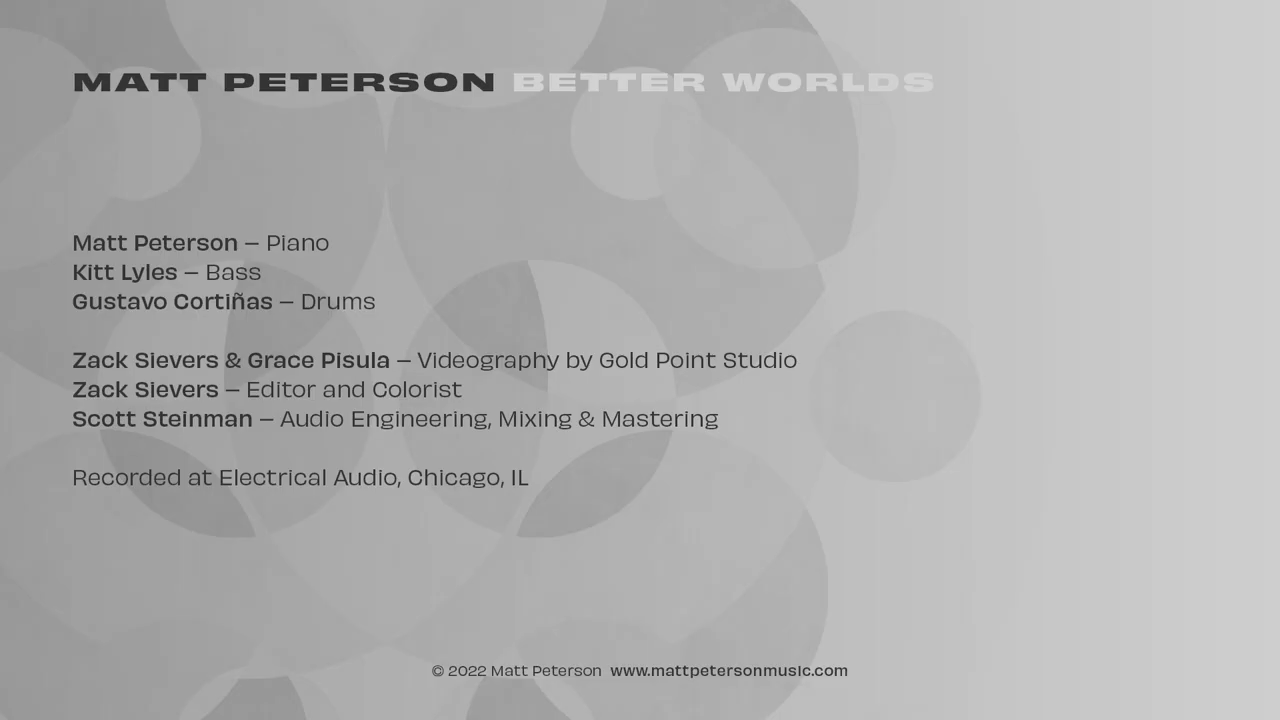 MATT PETERSON BETTER WORLDS
Matt Peterson – Piano
Kitt Lyles – Bass
Gustavo Cortiñas – Drums
Zack Sievers & Grace Pisula – Videography by Gold Point Studio
Zack Sievers – Editor and Colorist
Scott Steinman – Audio Engineering, Mixing & Mastering
Recorded at Electrical Audio, Chicago, IL
© 2022 Matt Peterson www.mattpetersonmusic.com